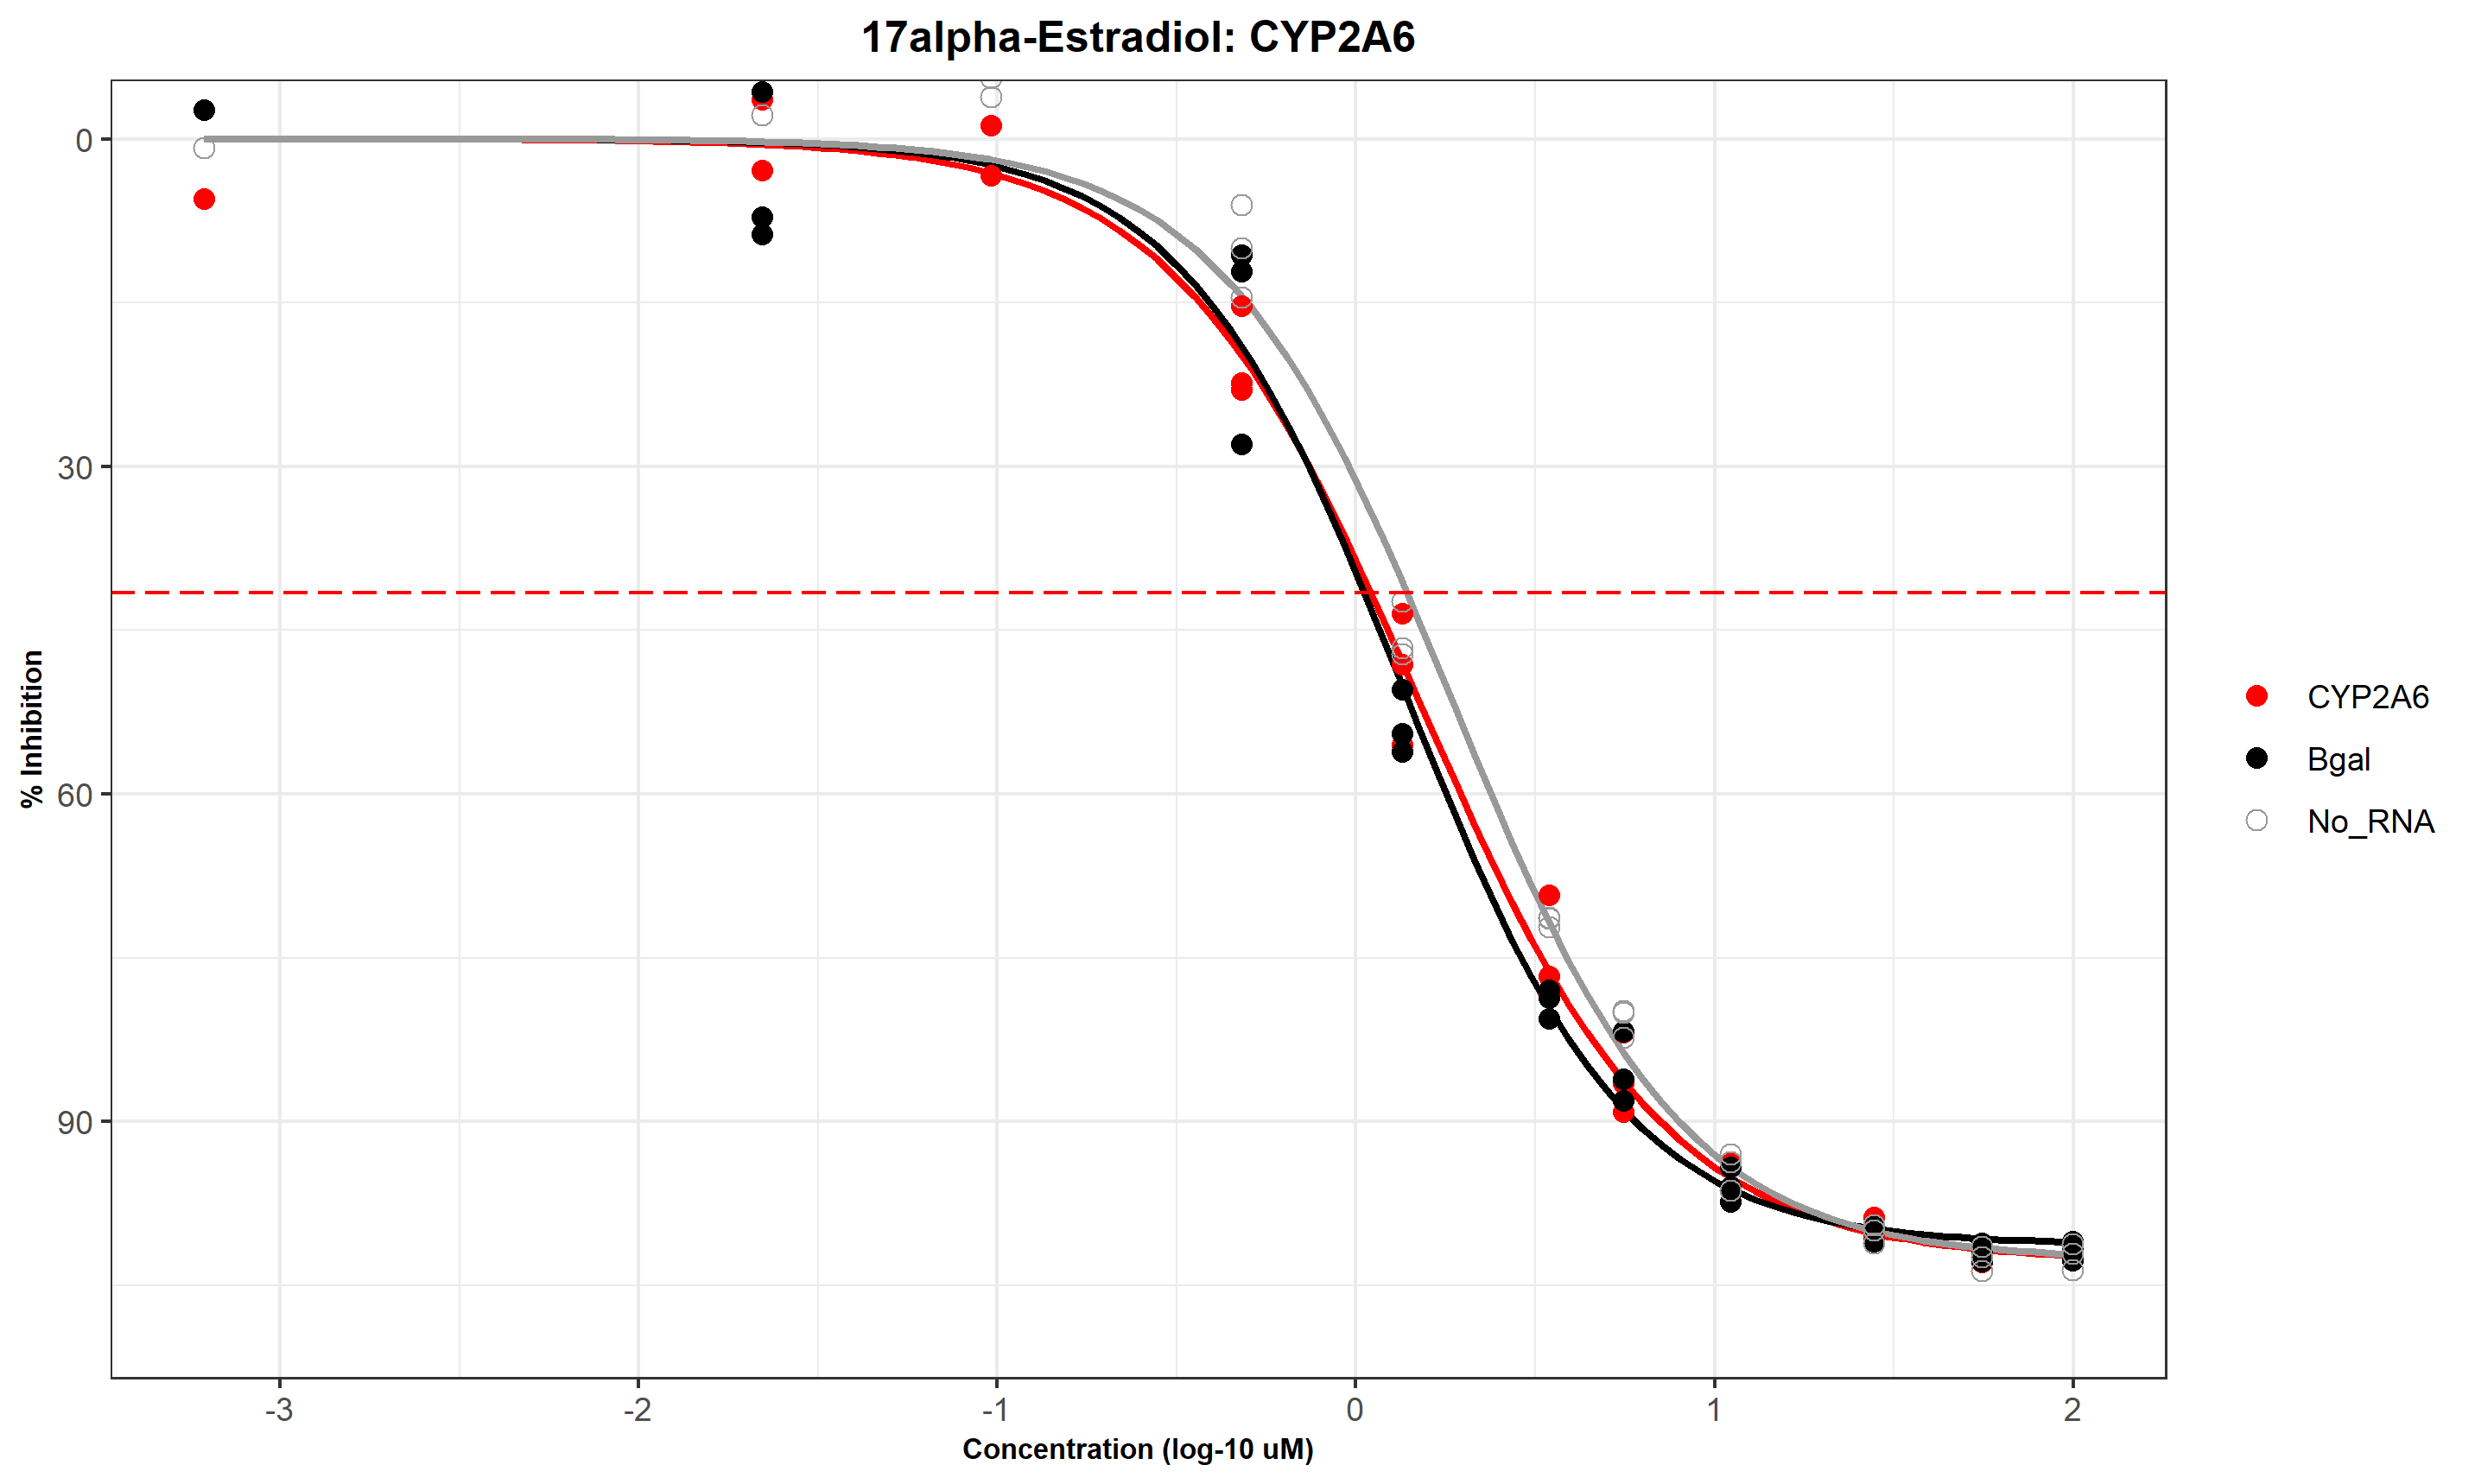 17alpha-Estradiol: CYP2A6
% Inhibition
0
30
60
90
-3
-2
-1
0
1
2
Concentration (log-10 uM)
CYP2A6
Bgal
No_RNA